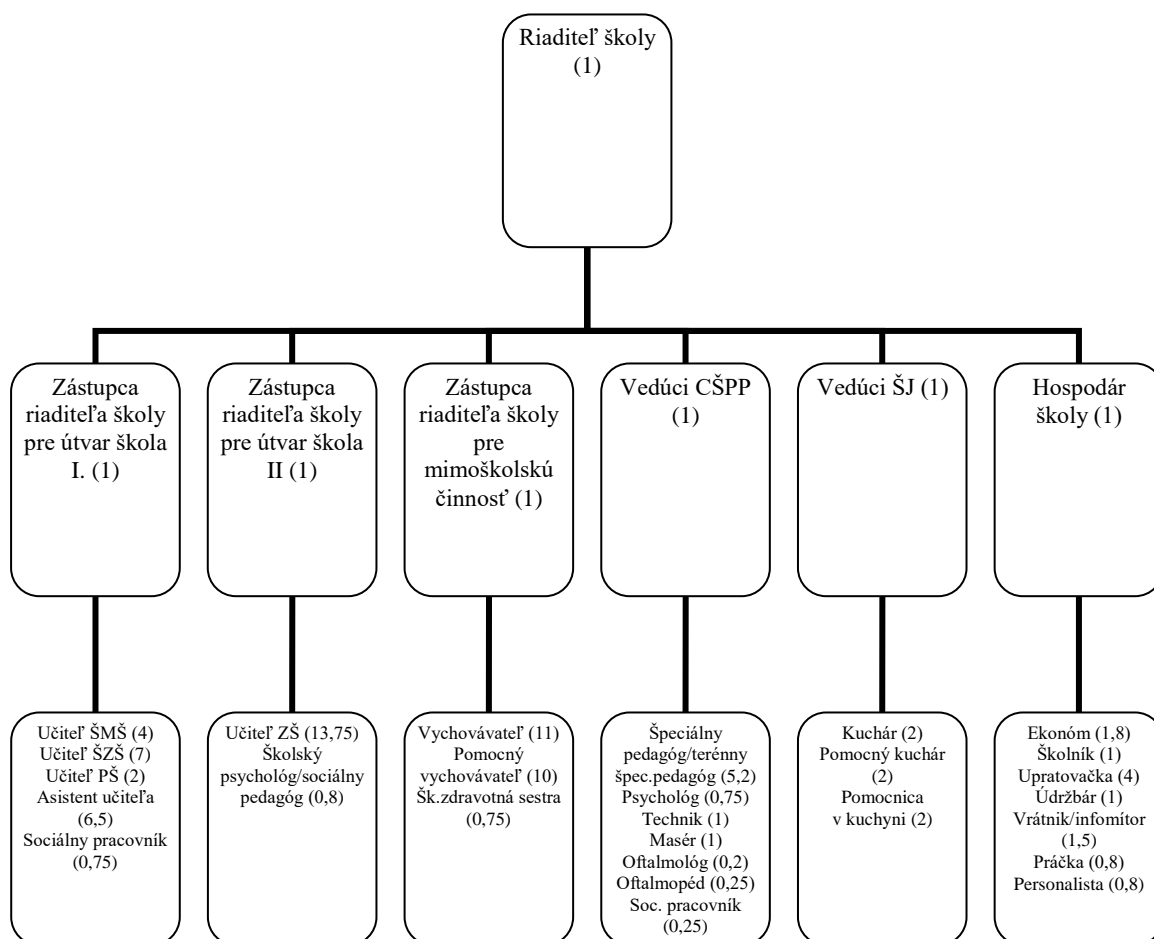 Riaditeľ školy
(1)
Zástupca
riaditeľa školy
pre útvar škola
I. (1)
Zástupca
riaditeľa školy
pre útvar škola
II (1)
Zástupca
riaditeľa školy
pre
mimoškolskú
činnosť (1)
Vedúci CŠPP
(1)
Vedúci ŠJ (1)
Hospodár
školy (1)
Učiteľ ŠMŠ (4)
Učiteľ ŠZŠ (7)
Učiteľ PŠ (2)
Asistent učiteľa
(6,5)
Sociálny pracovník
(0,75)
Učiteľ ZŠ (13,75)
Školský
psychológ/sociálny
pedagóg (0,8)
Vychovávateľ (11)
Pomocný
vychovávateľ (10)
Šk.zdravotná sestra
(0,75)
Špeciálny
pedagóg/terénny
špec.pedagóg (5,2)
Psychológ (0,75)
Technik (1)
Masér (1)
Oftalmológ (0,2)
Oftalmopéd (0,25)
Soc. pracovník
(0,25)
Kuchár (2)
Pomocný kuchár
(2)
Pomocnica
v kuchyni (2)
Ekonóm (1,8)
Školník (1)
Upratovačka (4)
Údržbár (1)
Vrátnik/infomítor
(1,5)
Práčka (0,8)
Personalista (0,8)